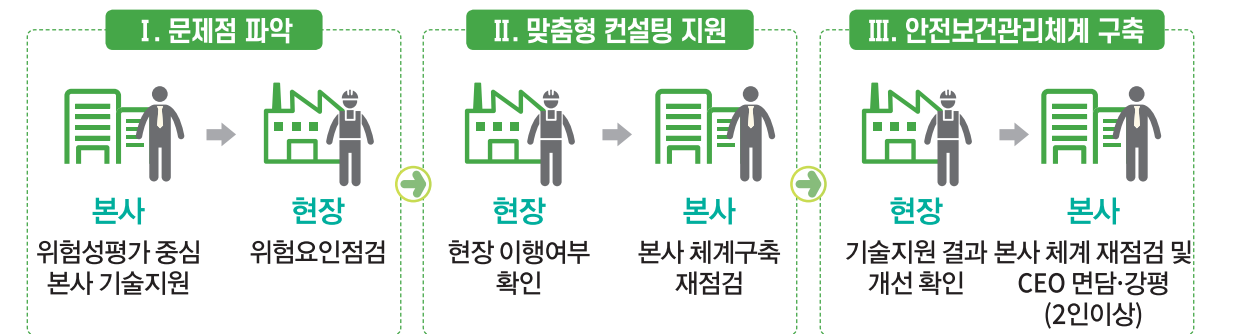 Ⅰ. 문제점 파악
본사
위험성평가 중심
본사 기술지원
현장
위험요인점검
Ⅱ. 맞춤형 컨설팅 지원
현장
현장 이행여부
확인
본사
본사 체계구축
재점검
Ⅲ. 안전보건관리체계 구축
현장
기술지원 결과
개선 확인
본사
본사 체계 재점검 및
CEO 면담·강평
(2인이상)